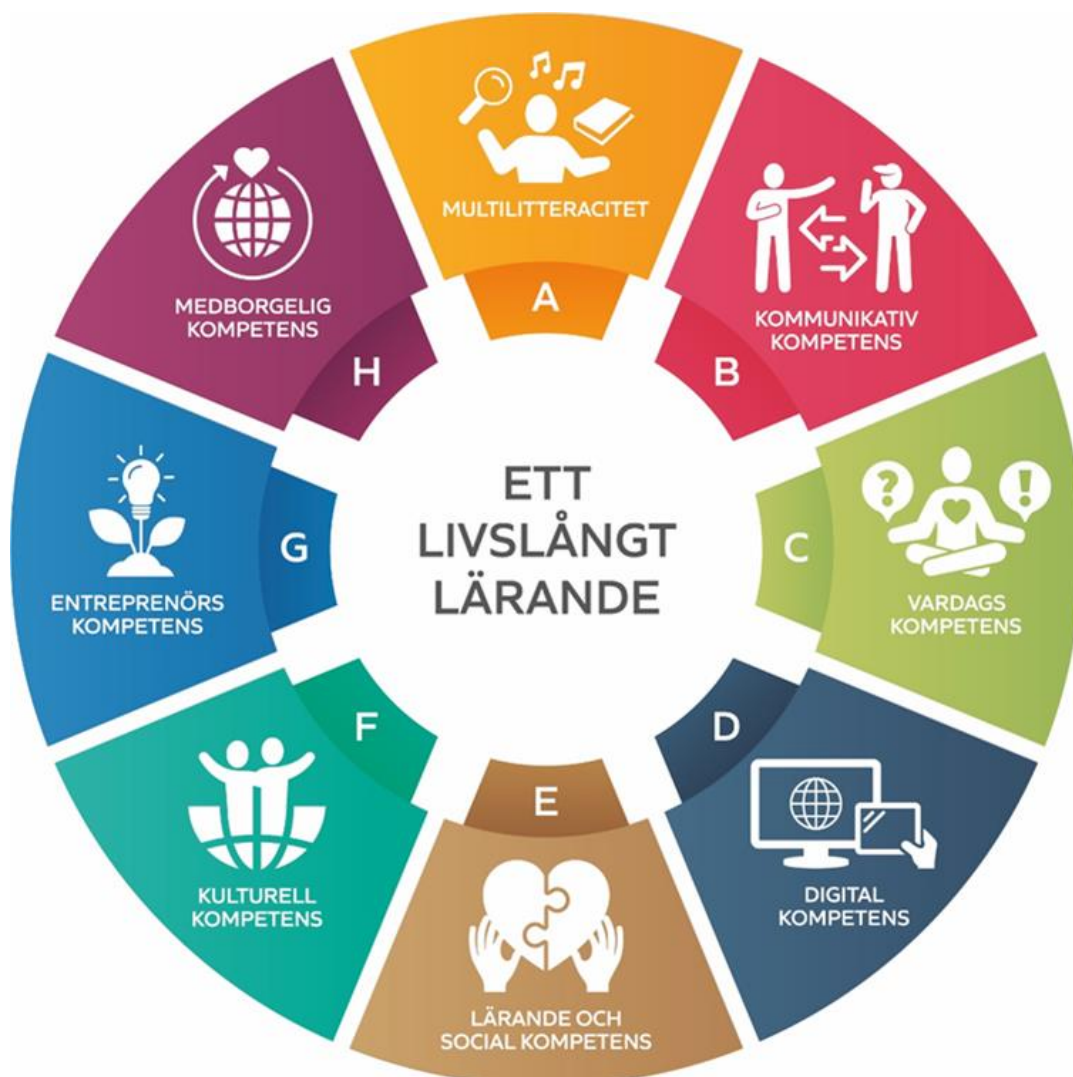 ETT
LIVSLÅNGT
LÄRANDE
MULTILITTERACITET
A
KOMMUNIKATIV
KOMPETENS
B
VARDAGS
KOMPETENS
C
?
!
DIGITAL
KOMPETENS
D
LÄRANDE OCH
SOCIAL KOMPETENS
E
KULTURELL
KOMPETENS
F
ENTREPRENÖRS
KOMPETENS
G
MEDBORGELIG
KOMPETENS
H